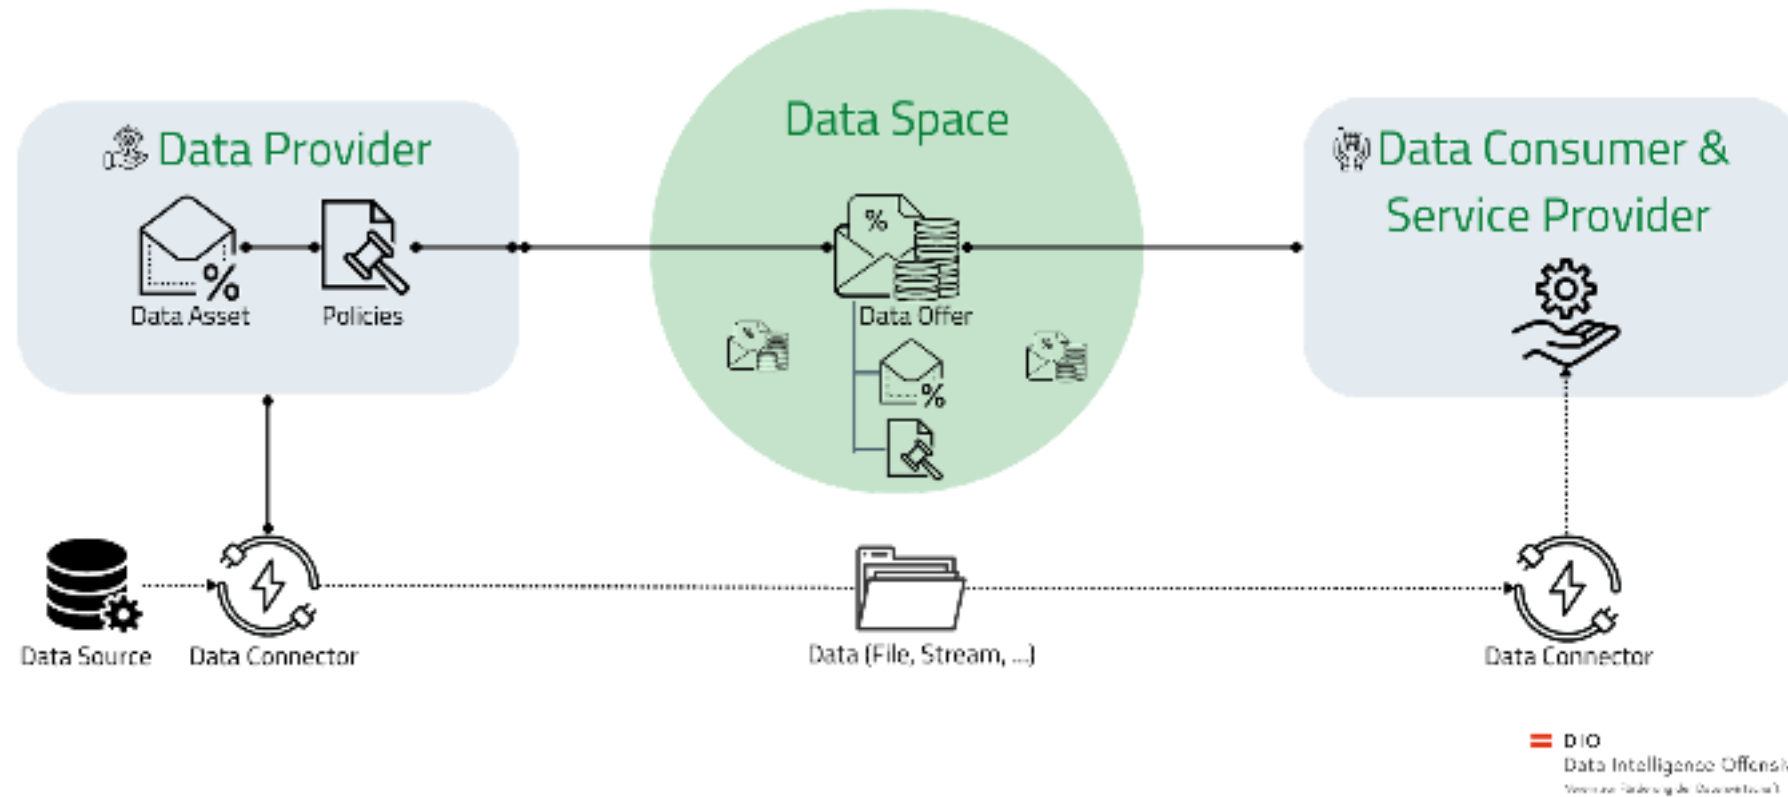 Data Space
Data Provider
Data Consumer &
Service Provider
%
%
Data Asset
Policies
Data Offer
%
%
%
Data Source
Data Connector
Data (File, Stream, ...)
Data Connector
DIO
Data Intelligence Offensiv